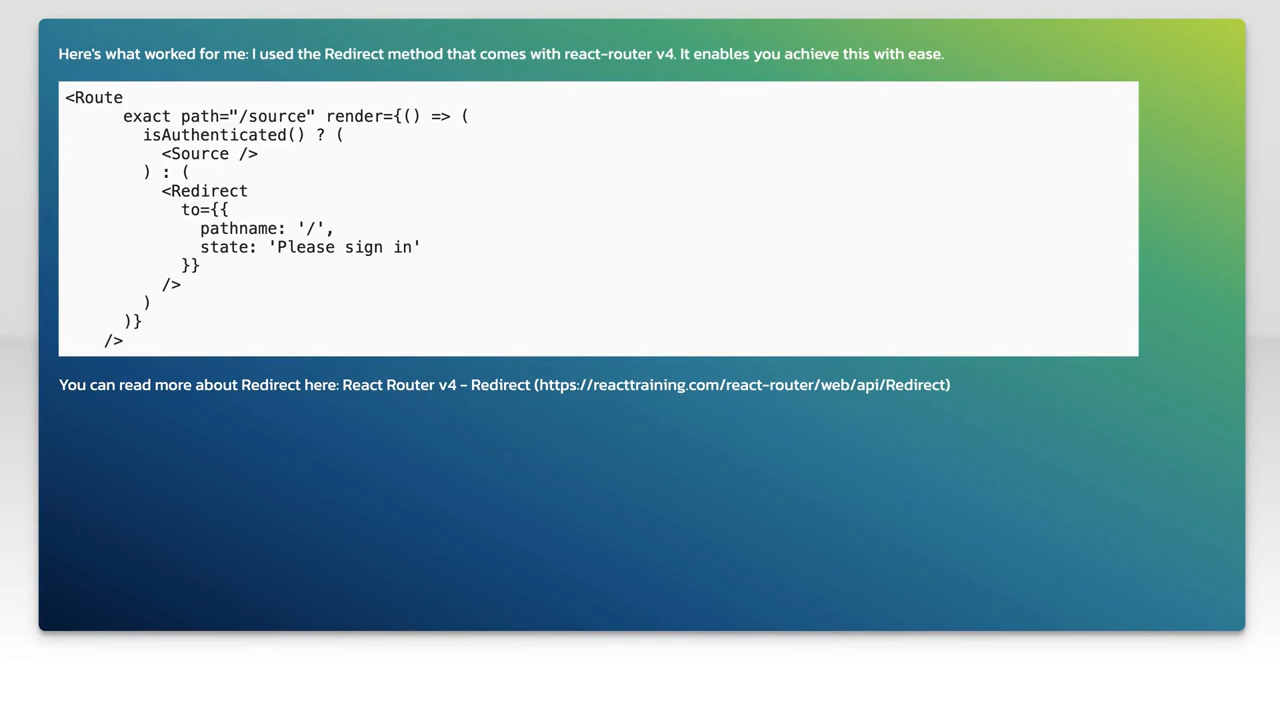 Here's what worked for me: I used the Redirect method that comes with react-router v4. It enables you achieve this with ease.
<Route
      exact path="/source" render={() => (
        isAuthenticated() ? (
          <Source />
        ) : (
          <Redirect
            to={{
              pathname: '/',
              state: 'Please sign in'
            }}
          />
        )
      )}
    />
You can read more about Redirect here: React Router v4 - Redirect (https://reacttraining.com/react-router/web/api/Redirect)